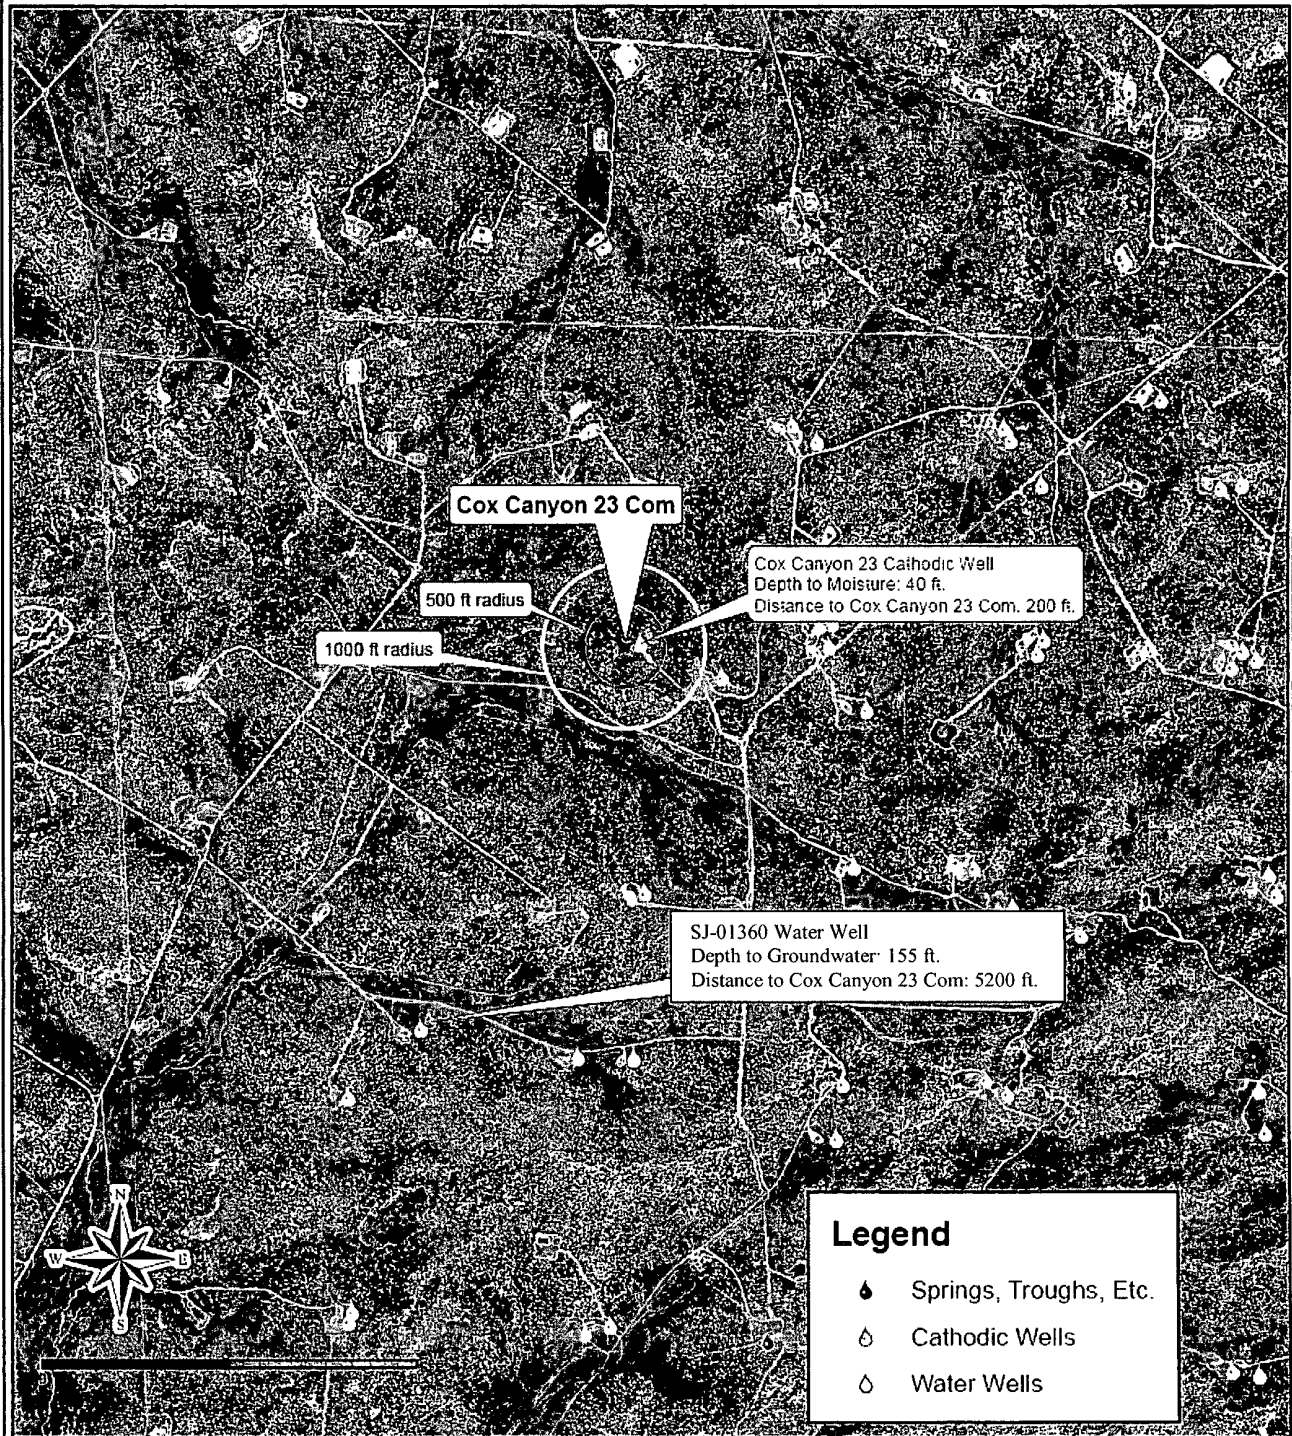 Cox Canyon 23 Com
Cox Canyon 23 Cathodic Well
Depth to Moisture: 40 ft.
Distance to Cox Canyon 23 Com. 200 ft.
500 ft radius
1000 ft radius
SJ-01360 Water Well
Depth to Groundwater· 155 ft.
Distance to Cox Canyon 23 Com: 5200 ft.
N
W
E
S
Legend
Springs, Troughs, Etc.
Cathodic Wells
Water Wells